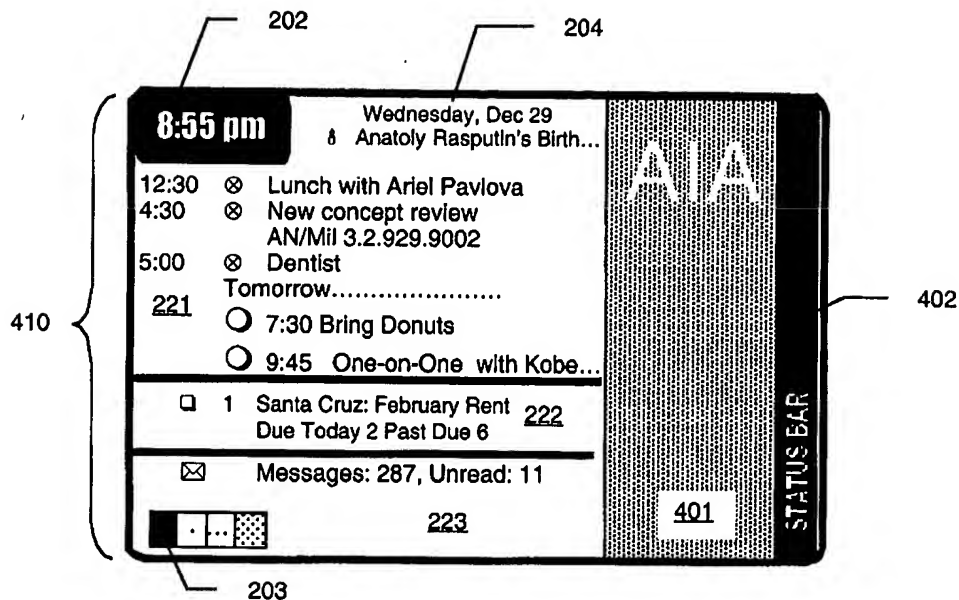 202
204
8:55 pm
Wednesday, Dec 29
Anatoly Rasputin's Birth...
AIA
12:30 ⊗ Lunch with Ariel Pavlova
4:30 ⊗ New concept review
AN/Mil 3.2.929.9002
5:00 ⊗ Dentist
Tomorrow......................
221
7:30 Bring Donuts
9:45 One-on-One with Kobe...
410
402
1 Santa Cruz: February Rent
Due Today 2 Past Due 6
222
Messages: 287, Unread: 11
223
401
STATUS BAR
203